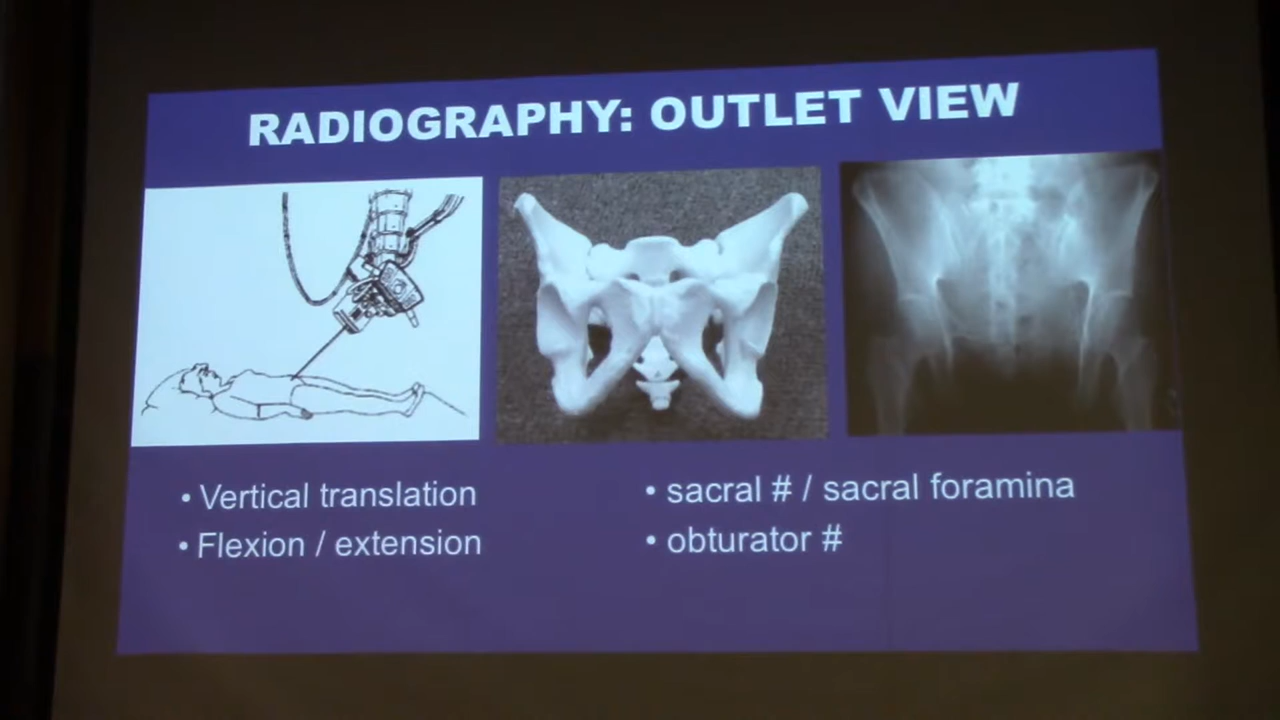 RADIOGRAPHY: OUTLET VIEW
• Vertical translation
• Flexion / extension
• sacral # / sacral foramina
• obturator #